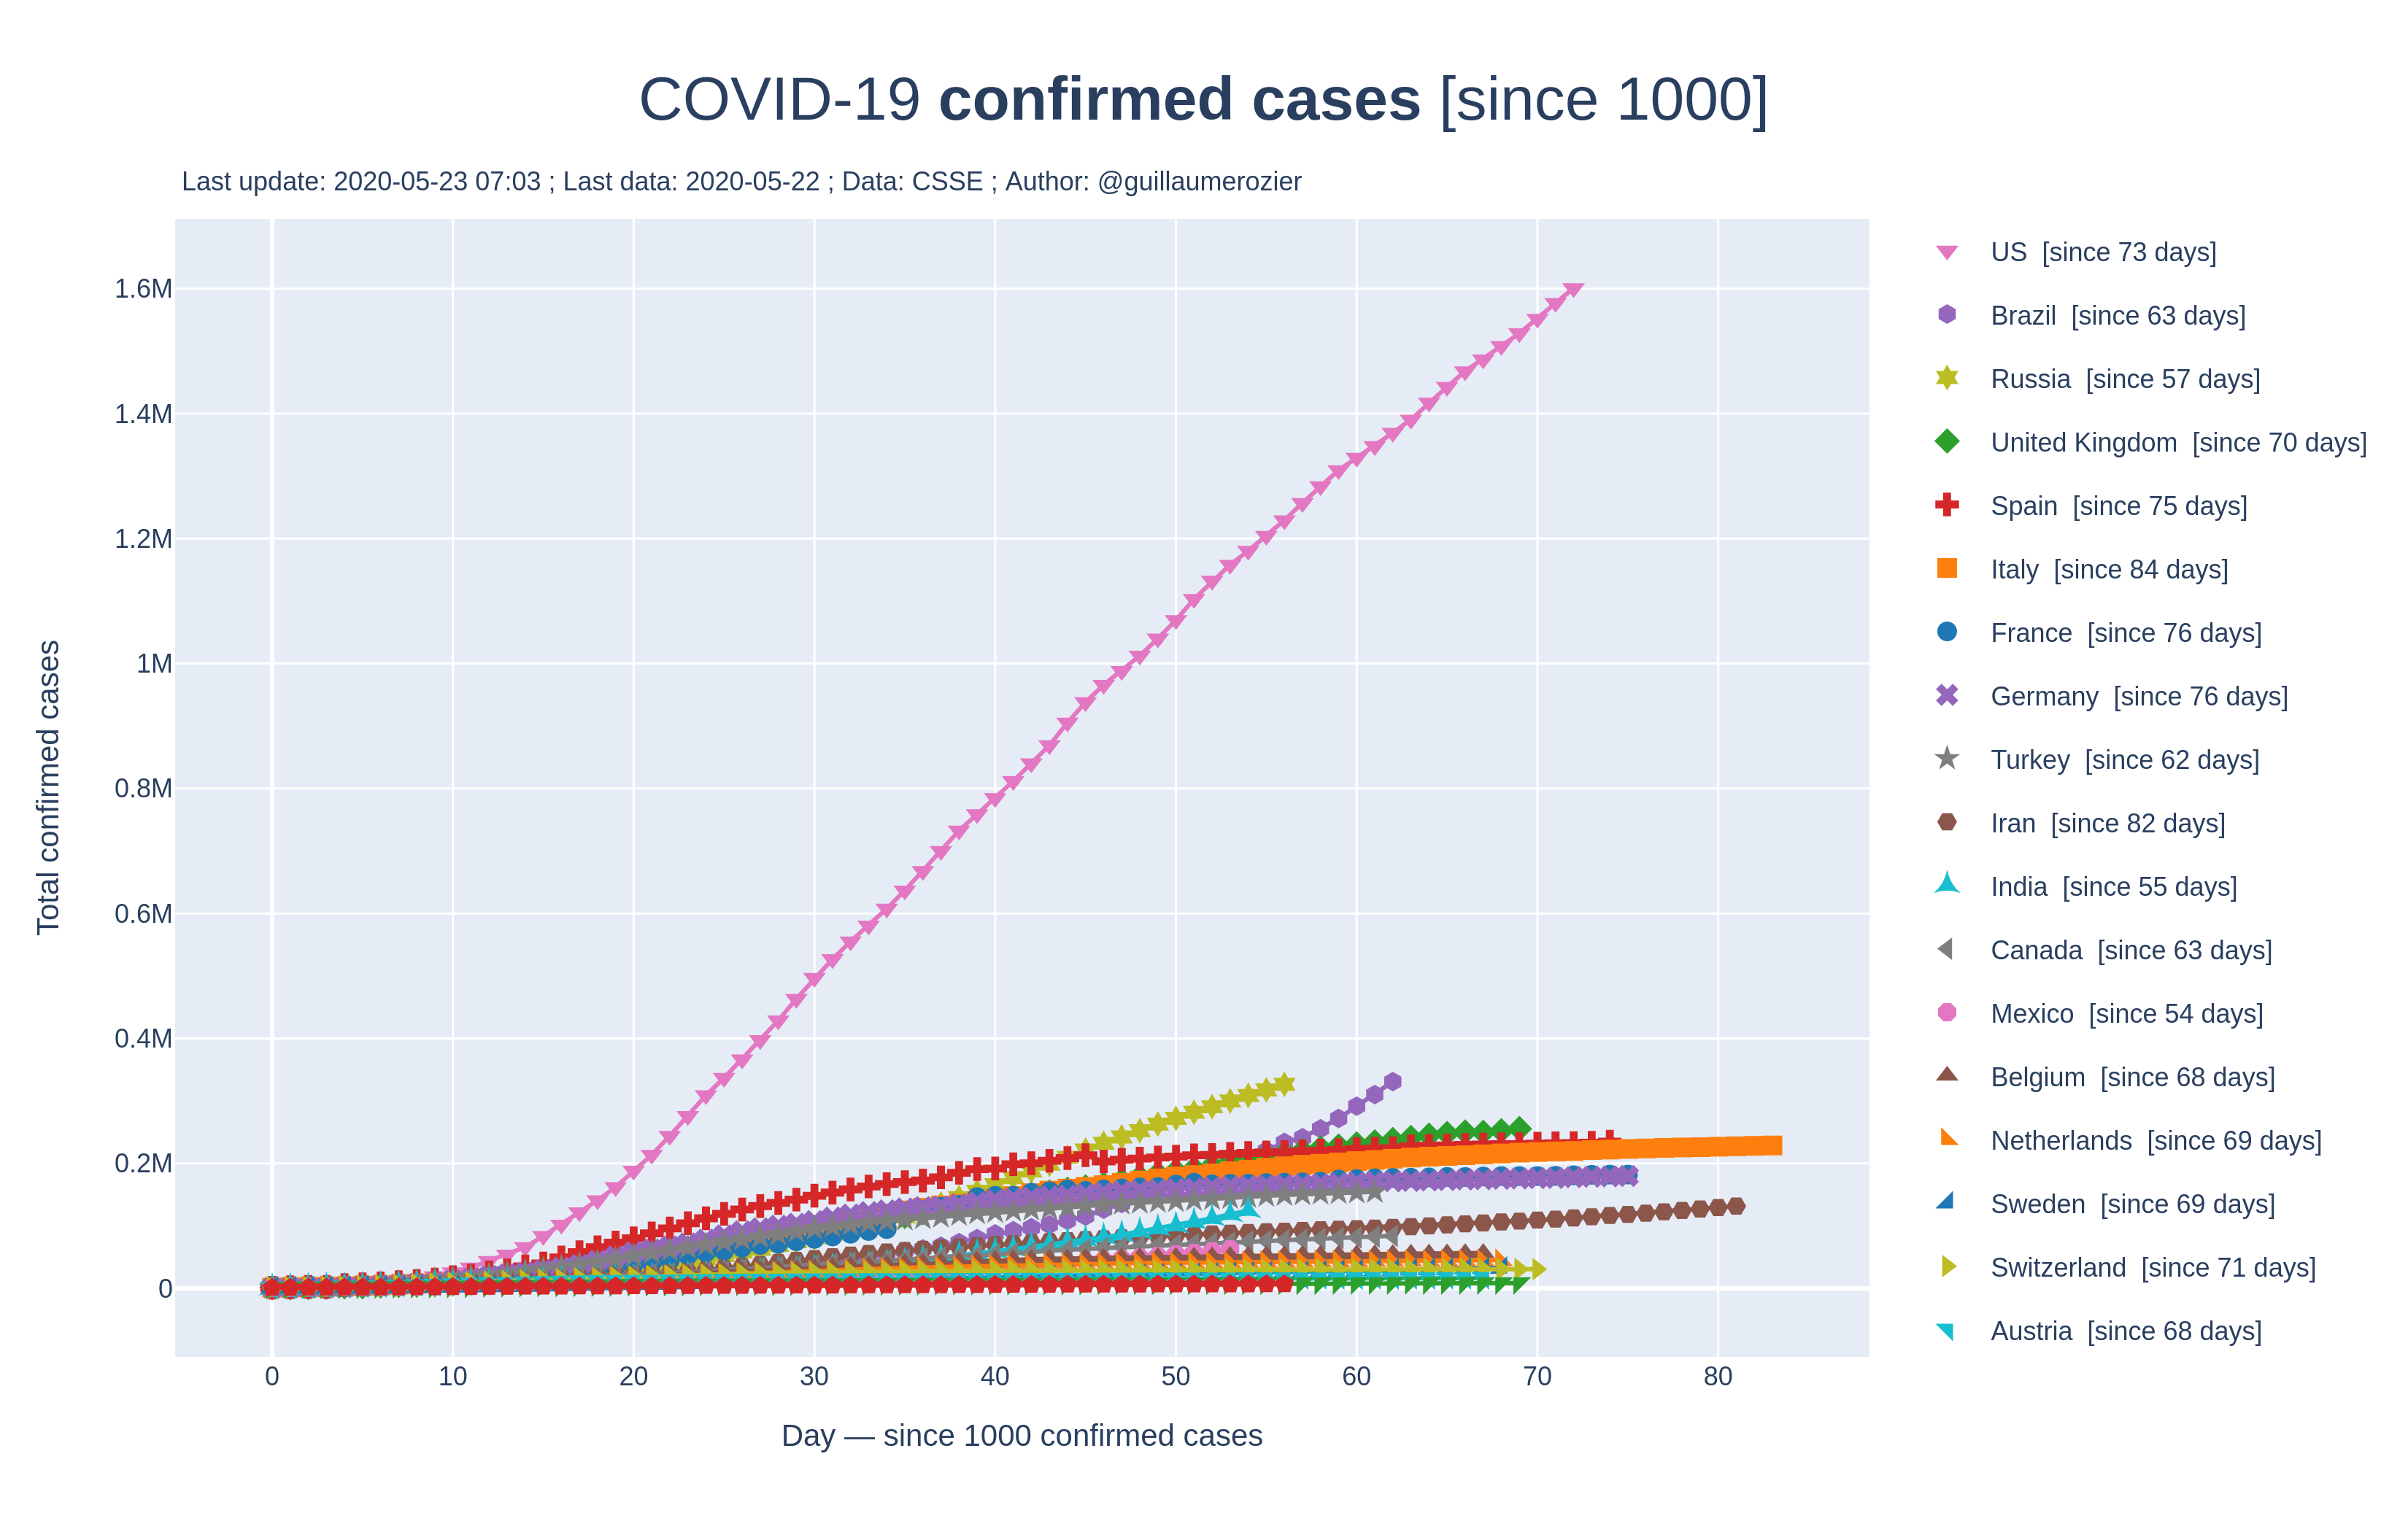 COVID-19 confirmed cases [since 1000]
Last update: 2020-05-23 07:03 ; Last data: 2020-05-22 ; Data: CSSE ; Author: @guillaumerozier
Total confirmed cases
1.6M
1.4M
1.2M
1M
0.8M
0.6M
0.4M
0.2M
0
0 10 20 30 40 50 60 70 80
Day — since 1000 confirmed cases
US [since 73 days]
Brazil [since 63 days]
Russia [since 57 days]
United Kingdom [since 70 days]
Spain [since 75 days]
Italy [since 84 days]
France [since 76 days]
Germany [since 76 days]
Turkey [since 62 days]
Iran [since 82 days]
India [since 55 days]
Canada [since 63 days]
Mexico [since 54 days]
Belgium [since 68 days]
Netherlands [since 69 days]
Sweden [since 69 days]
Switzerland [since 71 days]
Austria [since 68 days]